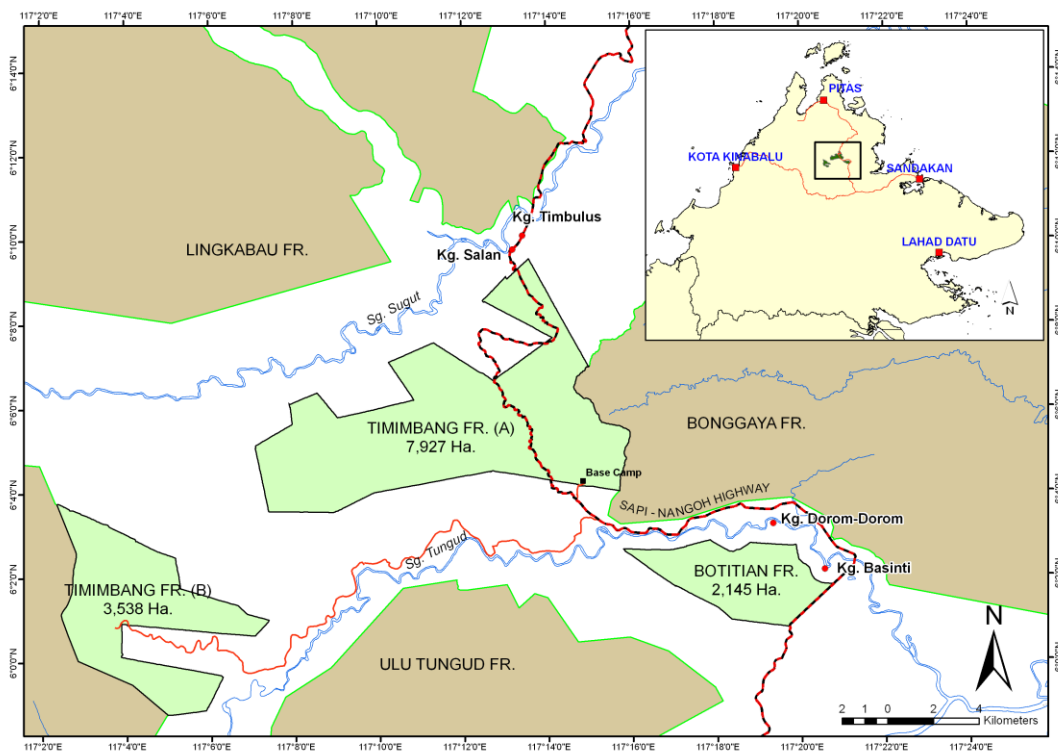 117°2'0"E 117°4'0"E 117°6'0"E 117°8'0"E 117°10'0"E 117°12'0"E 117°14'0"E 117°16'0"E 117°18'0"E 117°20'0"E 117°22'0"E 117°24'0"E
6°14'0"N
6°12'0"N
6°10'0"N
6°8'0"N
6°6'0"N
6°4'0"N
6°2'0"N
6°0'0"N
PITAS
KOTA KINABALU
SANDAKAN
LAHAD DATU
N
Kg. Timbulus
Kg. Salan
LINGKABAU FR.
Sg. Sugut
TIMIMBANG FR. (A)
7,927 Ha.
BONGGAYA FR.
Base Camp
SAPI - NANGOH HIGHWAY
Kg. Dorom-Dorom
Sg. Tungud
Kg. Basinti
BOTITIAN FR.
2,145 Ha.
TIMIMBANG FR. (B)
3,538 Ha.
ULU TUNGUD FR.
N
2 1 0 2 4
Kilometers
117°2'0"E 117°4'0"E 117°6'0"E 117°8'0"E 117°10'0"E 117°12'0"E 117°14'0"E 117°16'0"E 117°18'0"E 117°20'0"E 117°22'0"E 117°24'0"E